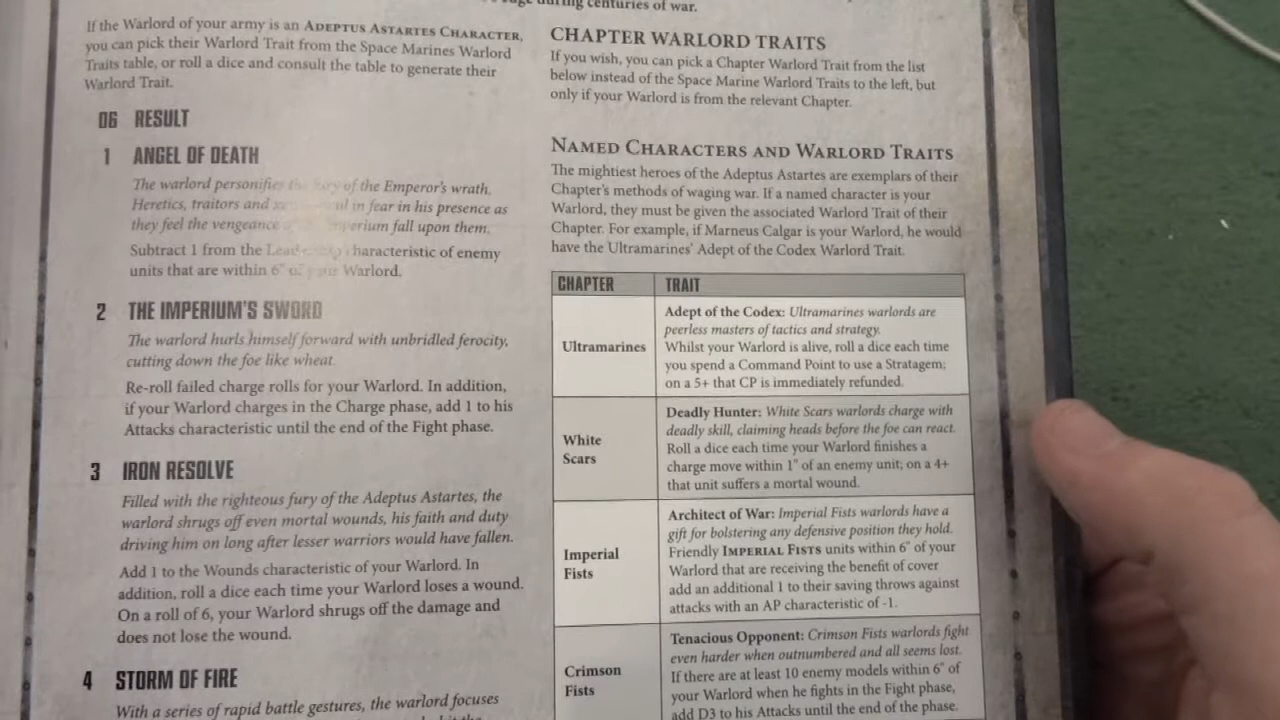 during centuries of war.
If the Warlord of your army is an ADEPTUS ASTARTES CHARACTER,
you can pick their Warlord Trait from the Space Marines Warlord
Traits table, or roll a dice and consult the table to generate their
Warlord Trait.
D6 RESULT
1 ANGEL OF DEATH
The warlord personifies the fury of the Emperor's wrath.
Heretics, traitors and in fear in his presence as
they feel the vengeance fall upon them.
Subtract 1 from the Leadership characteristic of enemy
units that are within 6" of your Warlord.
2 THE IMPERIUM'S SWORD
The warlord hurls himself forward with unbridled ferocity,
cutting down the foe like wheat.
Re-roll failed charge rolls for your Warlord. In addition,
if your Warlord charges in the Charge phase, add 1 to his
Attacks characteristic until the end of the Fight phase.
3 IRON RESOLVE
Filled with the righteous fury of the Adeptus Astartes, the
warlord shrugs off even mortal wounds, his faith and duty
driving him on long after lesser warriors would have fallen.
Add 1 to the Wounds characteristic of your Warlord. In
addition, roll a dice each time your Warlord loses a wound.
On a roll of 6, your Warlord shrugs off the damage and
does not lose the wound.
4 STORM OF FIRE
With a series of rapid battle gestures, the warlord focuses
CHAPTER WARLORD TRAITS
If you wish, you can pick a Chapter Warlord Trait from the list
below instead of the Space Marine Warlord Traits to the left, but
only if your Warlord is from the relevant Chapter.
NAMED CHARACTERS AND WARLORD TRAITS
The mightiest heroes of the Adeptus Astartes are exemplars of their
Chapter's methods of waging war. If a named character is your
Warlord, they must be given the associated Warlord Trait of their
Chapter. For example, if Marneus Calgar is your Warlord, he would
have the Ultramarines' Adept of the Codex Warlord Trait.
CHAPTER TRAIT
Ultramarines
Adept of the Codex: Ultramarines warlords are
peerless masters of tactics and strategy.
Whilst your Warlord is alive, roll a dice each time
you spend a Command Point to use a Stratagem;
on a 5+ that CP is immediately refunded.
White
Scars
Deadly Hunter: White Scars warlords charge with
deadly skill, claiming heads before the foe can react.
Roll a dice each time your Warlord finishes a
charge move within 1" of an enemy unit; on a 4+
that unit suffers a mortal wound.
Imperial
Fists
Architect of War: Imperial Fists warlords have a
gift for bolstering any defensive position they hold.
Friendly IMPERIAL FISTS units within 6" of your
Warlord that are receiving the benefit of cover
add an additional 1 to their saving throws against
attacks with an AP characteristic of -1.
Crimson
Fists
Tenacious Opponent: Crimson Fists warlords fight
even harder when outnumbered and all seems lost.
If there are at least 10 enemy models within 6" of
your Warlord when he fights in the Fight phase,
add D3 to his Attacks until the end of the phase.